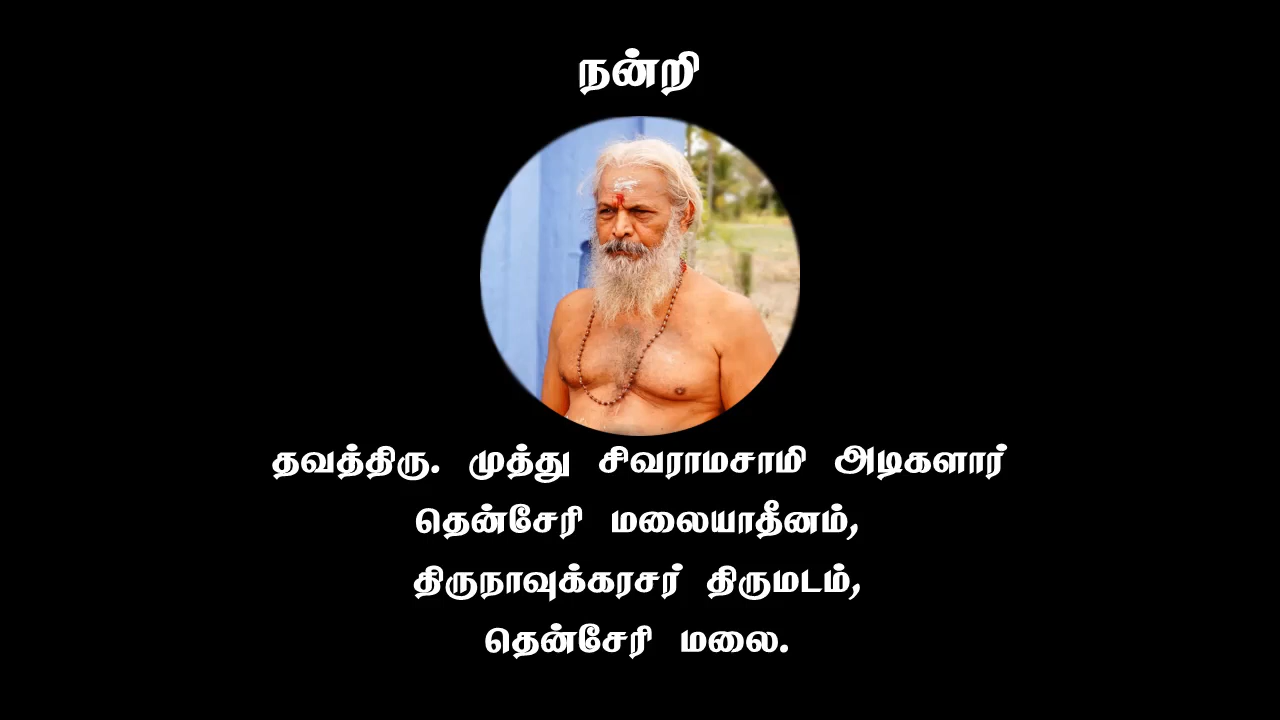 நன்றி
தவத்திரு. முத்து சிவராமசாமி அடிகளார்
தென்சேரி மலையாதீனம்,
திருநாவுக்கரசர் திருமடம்,
தென்சேரி மலை.